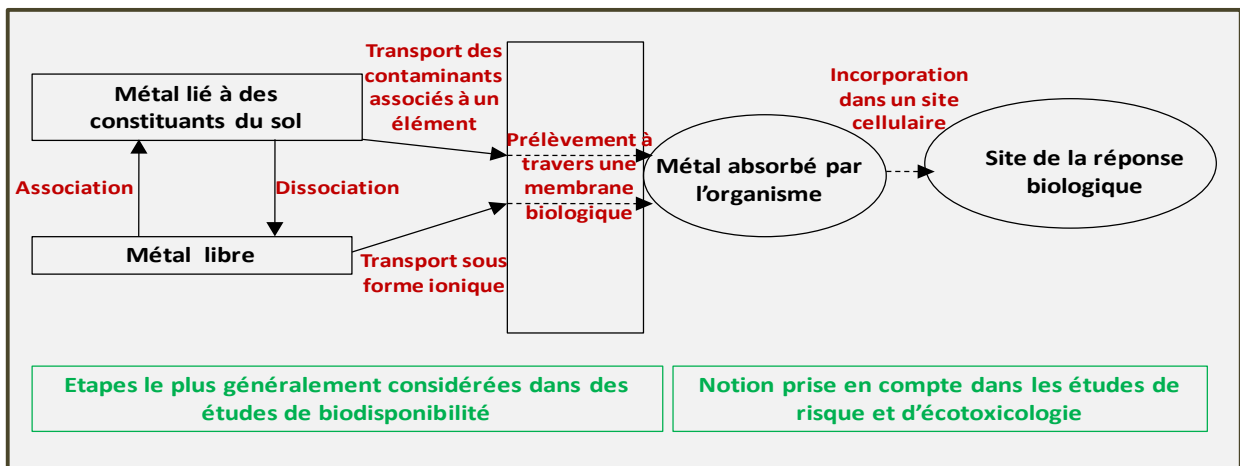 Métal lié à des
constituants du sol
Association
Dissociation
Métal libre
Transport des
contaminants
associés à un
élément
Transport sous
forme ionique
Prélèvement à
travers une
membrane
biologique
Métal absorbé par
l'organisme
Incorporation
dans un site
cellulaire
Site de la réponse
biologique
Etapes le plus généralement considérées dans des
études de biodisponibilité
Notion prise en compte dans les études de
risque et d'écotoxicologie